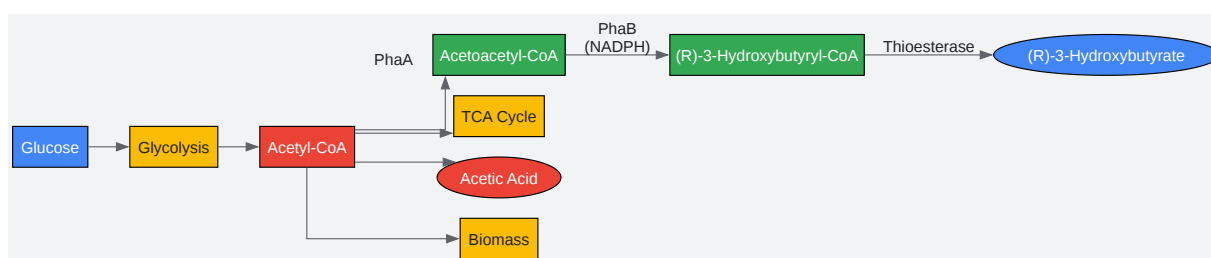 PhaB
(NADPH)
PhaA
Acetoacetyl-CoA
(R)-3-Hydroxybutyryl-CoA
Thioesterase
(R)-3-Hydroxybutyrate
TCA Cycle
Glucose
Glycolysis
Acetyl-CoA
Acetic Acid
Biomass